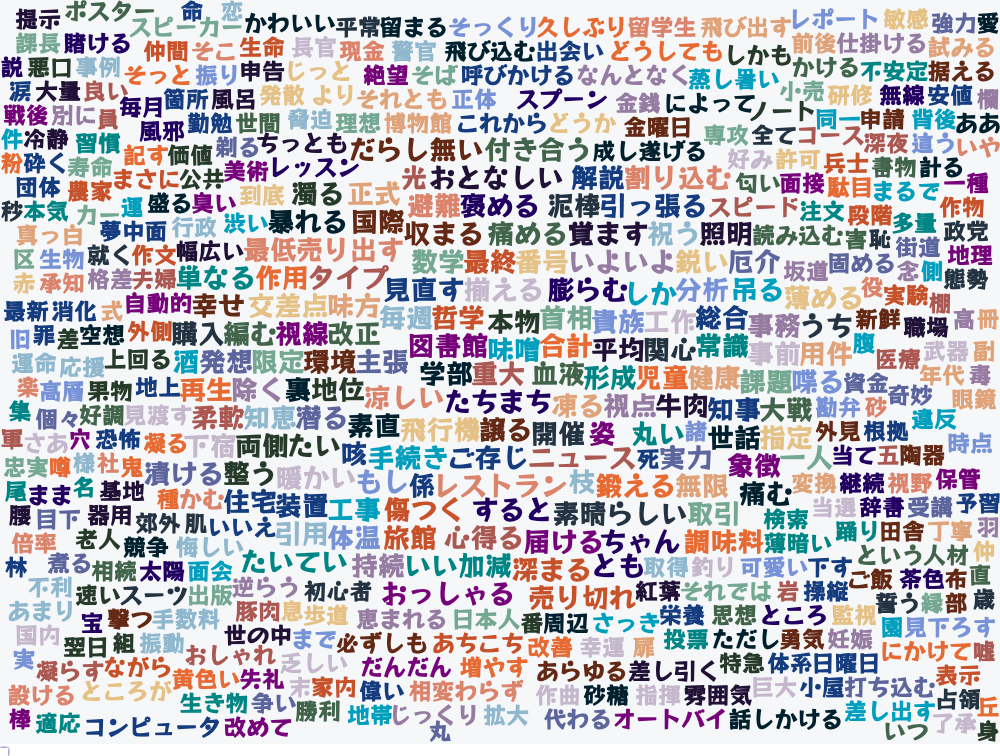 提示 ポスター 命 恋
スピーカー かわいい 平常 留まる そっくり 久しぶり 留学生 飛び出す レポート 敏感 強力 愛
課長 賭ける 仲間 そこ 生命 長官 現金 警官 飛び込む 出会い どうしても しかも 前後 仕掛ける 試みる
説 悪口 事例 そっと 振り 申告 じっと 絶望 そば 呼びかける なんとなく 蒸し暑い かける 不安定 据える
涙 大量 良い 毎月 箇所 風呂 発散 より それとも 正体 スプーン 金銭 によって ノート 小売 研修 無線 安値 欄
戦後 別に 員 風邪 勤勉 世間 脅迫 理想 博物館 これから どうか 金曜日 専攻 全て 同一 申請 背後 ああ
件 冷静 習慣 記す 価値 剃る ちっとも だらし無い 付き合う 成し遂げる コース 深夜 違う いや
粉 砕く 寿命 まさに 公共 美術 レッスン 光 おとなしい 解説 割り込む 好み 許可 兵士 書物 計る
団体 農家 到底 濁る 正式 匂い 面接 駄目 まるで 一種
秒 本気 カー 運 盛る 臭い 避難 褒める 泥棒 引っ張る スピード 注文 段階 多量 作物
真っ白 夢中 面 行政 渋い 暴れる 国際 収まる 痛める 覚ます 祝う 照明 読み込む 書 恥 街道 政党
区 生物 就く 作文 幅広い 最低 売り出す 数学 最終 番号 いよいよ 鋭い 厄介 坂道 固める 念 側 地理
赤 承知 格差 夫婦 単なる 作用 タイプ 見直す 揃える 膨らむ しか 分析 吊る 薄める 役 実験 棚 態勢
最新 消化 式 自動的 幸せ 交差点 味方 毎週 哲学 本物 首相 貴族 工作 総合 事務 うち 新鮮 職場 高 冊
旧 罪 差 空想 外側 購入 編む 視線 改正 図書館 味噌 合計 平均 関心 常識 事前 用件 腹 医療 武器 副
運命 応援 上回る 酒 発想 限定 環境 主張 学部 重大 血液 形成 児童 健康 課題 喋る 資金 奇妙 年代 毒
楽 高層 果物 地上 再生 除く 裏 地位 涼しい たちまち 凍る 視点 牛肉 知事 大戦 勘弁 砂 違反 眼鏡
集 個々 好調 見渡す 柔軟 知恵 潜る 素直 飛行機 譲る 開催 姿 丸い 諸 世話 指定 外見 根拠 時点
軍 さあ 穴 恐怖 凝る 下宿 両側 たい 咳 手続き ご存じ ニュース 死 実力 象徴 一人 当て 五 陶器
忠実 噂 様 社 鬼 漬ける 整う 暖かい もし 係 レストラン 枝 鍛える 無限 痛む 変換 継続 視野 保管
尾 まま 名 基地 種 かむ 住宅 装置 工事 傷つく すると 素晴らしい 取引 検索 当選 辞書 受講 予習
腰 目下 器用 郊外 肌 いいえ 引用 体温 旅館 心得る 届ける ちゃん 調味料 薄暗い 踊り 田舎 丁寧 羽
倍率 老人 競争 悔しい たいてい 持続 いい加減 深まる とも 取得 釣り 可愛い 下す という 人材 仲
林 煮る 相続 太陽 面会 逆らう 初心者 おっしゃる 売り切れ 紅葉 それでは 岩 操縦 ご飯 茶色 布 直
不利 速い スーツ 出版 豚肉 息 歩道 恵まれる 日本人 番 周辺 さっき 栄養 思想 ところ 監視 誓う 縁 部 歳
あまり 宝 撃つ 手数料 世の中 まで 必ずしも あちこち 改善 幸運 扉 投票 ただし 勇気 妊娠 園 見下ろす
国内 翌日 組 振動 おしゃれ 乏しい だんだん 増やす あらゆる 差し引く 特急 体系 日曜日 にかけて 嘘
実 凝らす ながら 黄色い 失礼 末 家内 偉い 相変わらず 作曲 砂糖 指揮 雰囲気 巨大 小屋 打ち込む 表示
設ける ところが 生き物 争い 勝利 地帯 じっくり 拡大 代わる オートバイ 話しかける 差し出す 占領 丘
棒 適応 コンピュータ 改めて 丸 いつ 了承 身